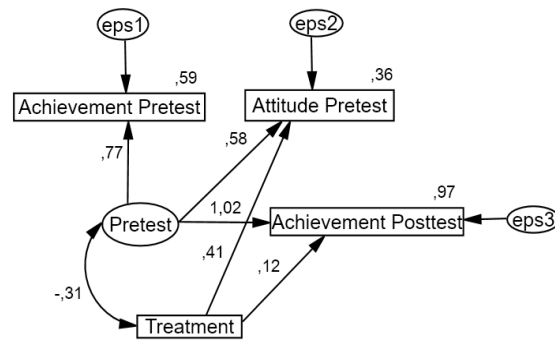 eps1
eps2
,59
,36
Achievement Pretest
Attitude Pretest
,77
,58
,97
Pretest
1,02
Achievement Posttest
eps3
,41
,12
-,31
Treatment